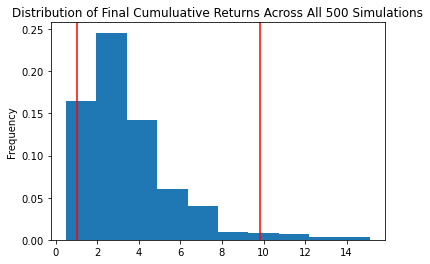 Distribution of Final Cumuluative Returns Across All 500 Simulations
Frequency
0.25
0.20
0.15
0.10
0.05
0.00
0 2 4 6 8 10 12 14